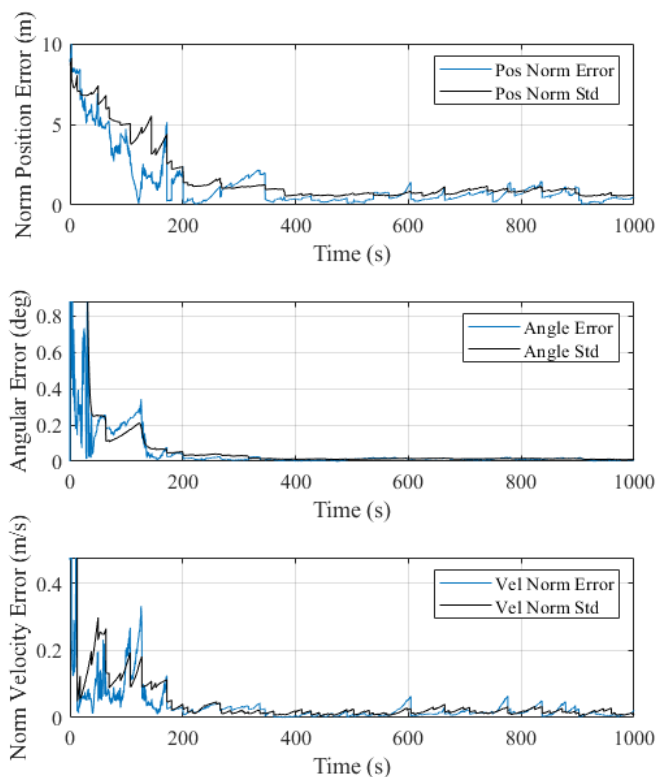 Norm Position Error (m)
10
5
0
Pos Norm Error
Pos Norm Std
0 200 400 600 800 1000
Time (s)
Angular Error (deg)
0.8
0.6
0.4
0.2
0
Angle Error
Angle Std
0 200 400 600 800 1000
Time (s)
Norm Velocity Error (m/s)
0.4
0.2
0
Vel Norm Error
Vel Norm Std
0 200 400 600 800 1000
Time (s)